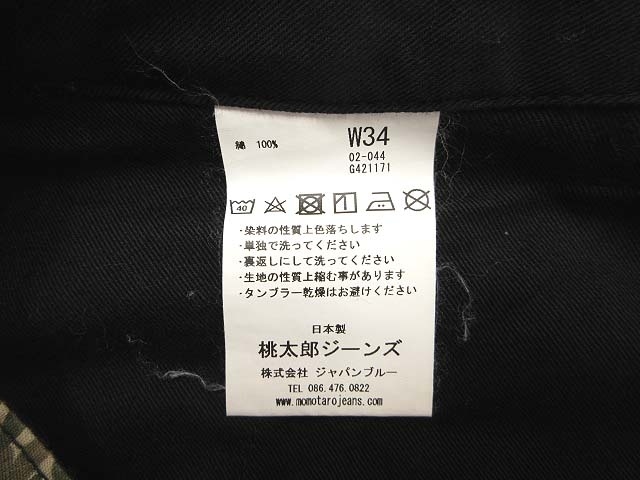 綿 100%
W34
02-044
G421171
40
・染料の性質上色落ちします
・単独で洗ってください
・裏返しにして洗ってください
・生地の性質上縮む事があります
・タンブラー乾燥はお避けください
日本製
桃太郎ジーンズ
株式会社 ジャパンブルー
TEL 086.476.0822
www.momotarojeans.com/